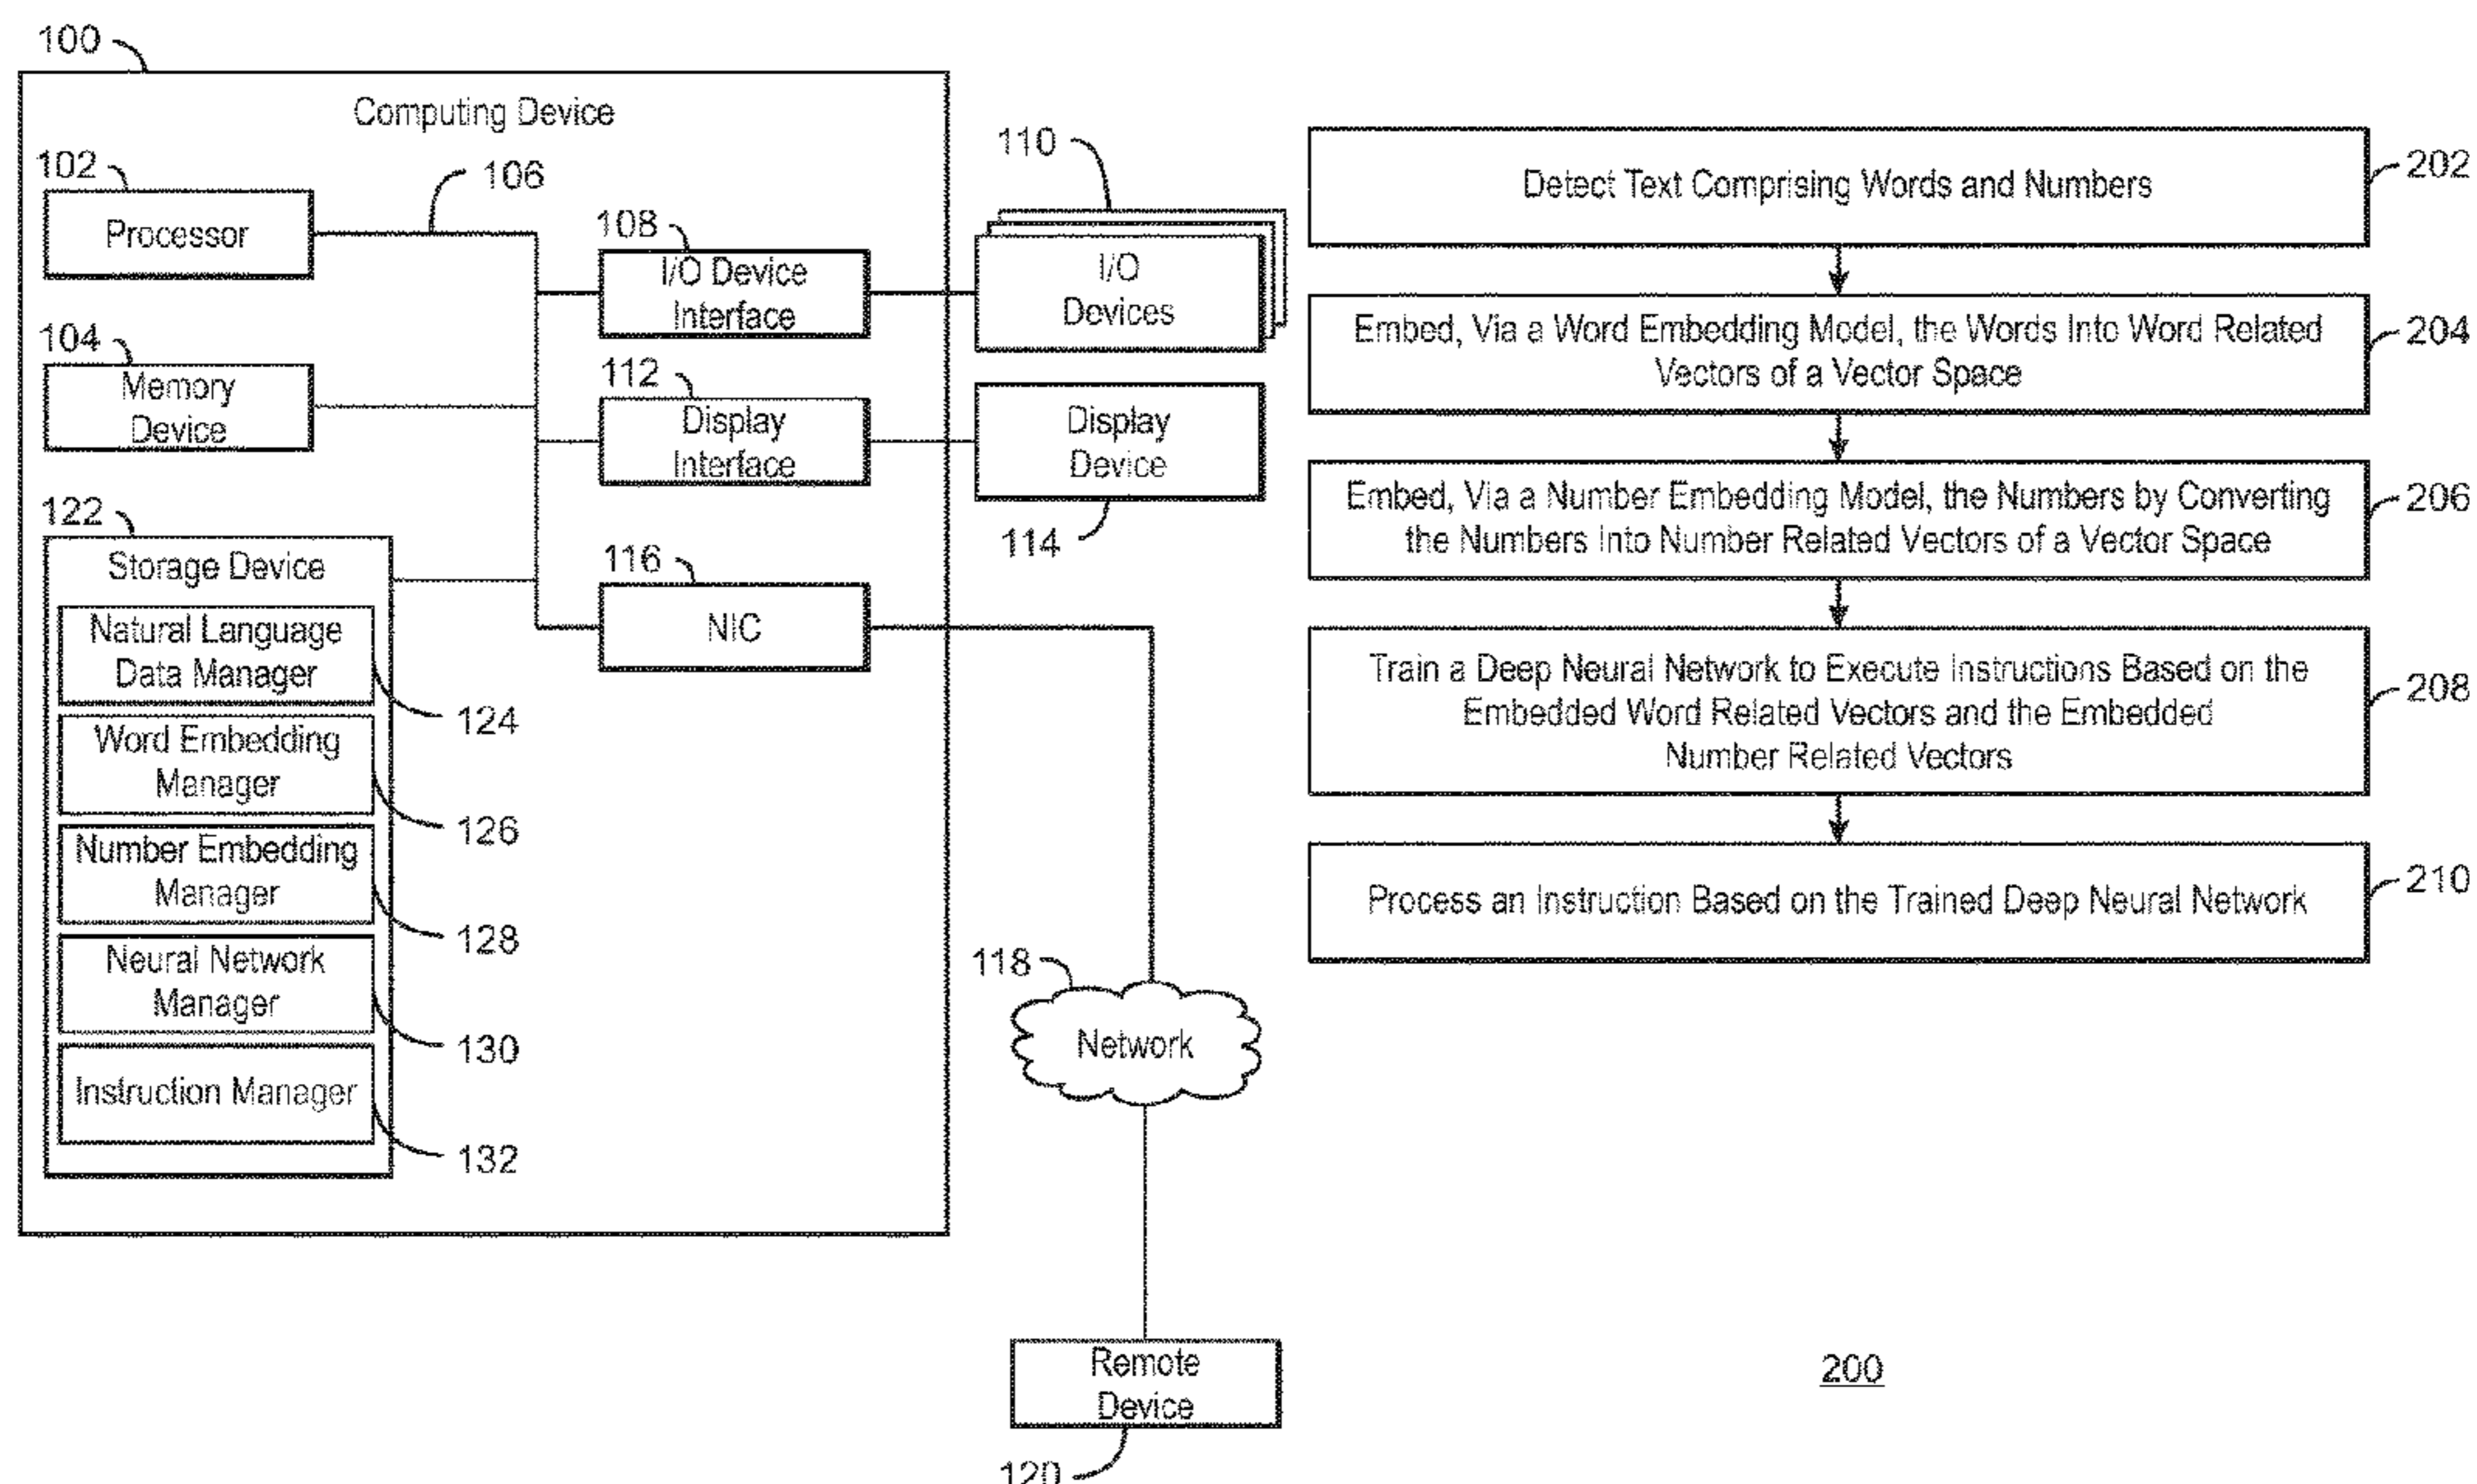 100
Computing Device
102
Processor
106
104
Memory
Device
108
I/O Device
Interface
110
I/O
Devices
112
Display
Interface
Display
Device
114
122
Storage Device
Natural Language
Data Manager
124
Word Embedding
Manager
126
Number Embedding
Manager
128
Neural Network
Manager
130
Instruction Manager
132
116
NIC
118
Network
Remote
Device
120
Detect Text Comprising Words and Numbers
202
Embed, Via a Word Embedding Model, the Words Into Word Related
Vectors of a Vector Space
204
Embed, Via a Number Embedding Model, the Numbers by Converting
the Numbers Into Number Related Vectors of a Vector Space
206
Train a Deep Neural Network to Execute Instructions Based on the
Embedded Word Related Vectors and the Embedded
Number Related Vectors
208
Process an Instruction Based on the Trained Deep Neural Network
210
200